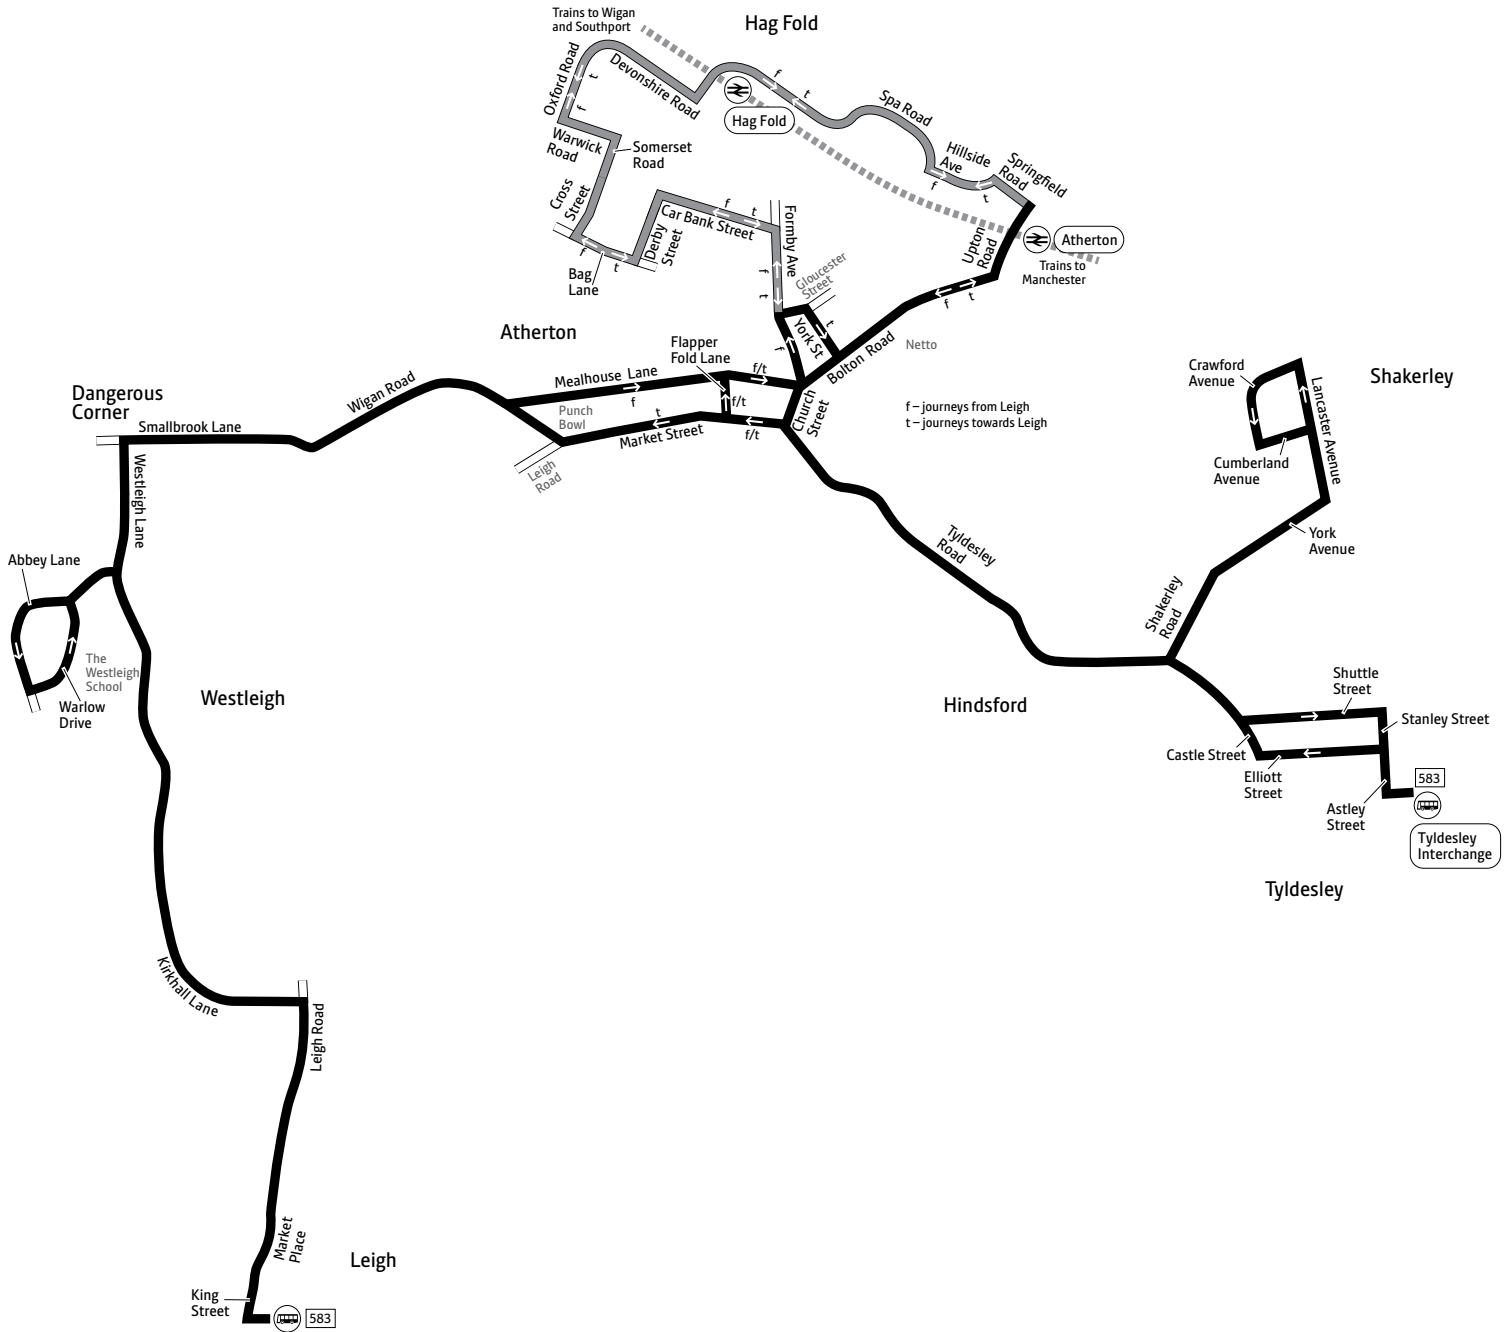 Trains to Wigan
and Southport
Hag Fold
Oxford Road
t
f
Devonshire Road
f
t
Hag Fold
Spa Road
Warwick
Road
Somerset
Road
Hillside
Ave
Springfield
Road
f
t
Cross
Street
Car Bank Street
f
t
Formby Ave
Derby
Street
f
t
Bag
Lane
f
t
Gloucester
Street
Upton
Road
Atherton
Trains to
Manchester
f
t
Atherton
York St
t
f
Bolton Road
Netto
Flapper
Fold Lane
Mealhouse Lane
f
f/t
f/t
f/t
t
Market Street
Punch
Bowl
Leigh
Road
Church
Street
f – journeys from Leigh
t – journeys towards Leigh
Crawford
Avenue
Shakerley
Lancaster Avenue
Cumberland
Avenue
York
Avenue
Dangerous
Corner
Wigan Road
Smallbrook Lane
Westleigh Lane
Abbey Lane
The
Westleigh
School
Warlow
Drive
Westleigh
Tyldesley
Road
Shakerley
Road
Hindsford
Shuttle
Street
Stanley Street
Castle Street
Elliott
Street
Astley
Street
583
Tyldesley
Interchange
Tyldesley
Kirkhall Lane
Leigh Road
Market
Place
Leigh
King
Street
583